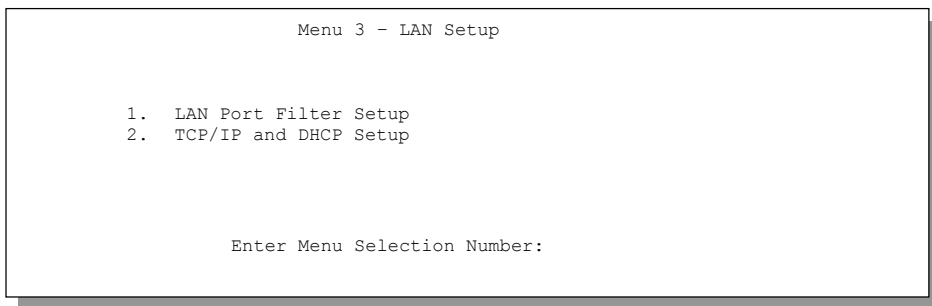 Menu 3 – LAN Setup
1. LAN Port Filter Setup
2. TCP/IP and DHCP Setup
Enter Menu Selection Number: